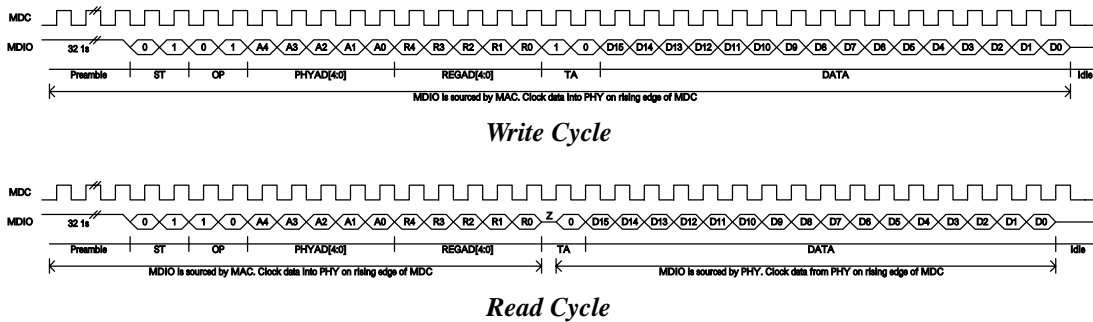 MDC
MDIO 32 1s 0 1 0 1 A4 A3 A2 A1 A0 R4 R3 R2 R1 R0 1 0 D15 D14 D13 D12 D11 D10 D9 D8 D7 D6 D5 D4 D3 D2 D1 D0
Preamble ST OP PHYAD[4:0] REGAD[4:0] TA DATA Idle
MDIO is sourced by MAC. Clock data into PHY on rising edge of MDC
Write Cycle
MDC
MDIO 32 1s 0 1 1 0 A4 A3 A2 A1 A0 R4 R3 R2 R1 R0 Z 0 D15 D14 D13 D12 D11 D10 D9 D8 D7 D6 D5 D4 D3 D2 D1 D0
Preamble ST OP PHYAD[4:0] REGAD[4:0] TA DATA Idle
MDIO is sourced by MAC. Clock data into PHY on rising edge of MDC MDIO is sourced by PHY. Clock data from PHY on rising edge of MDC
Read Cycle